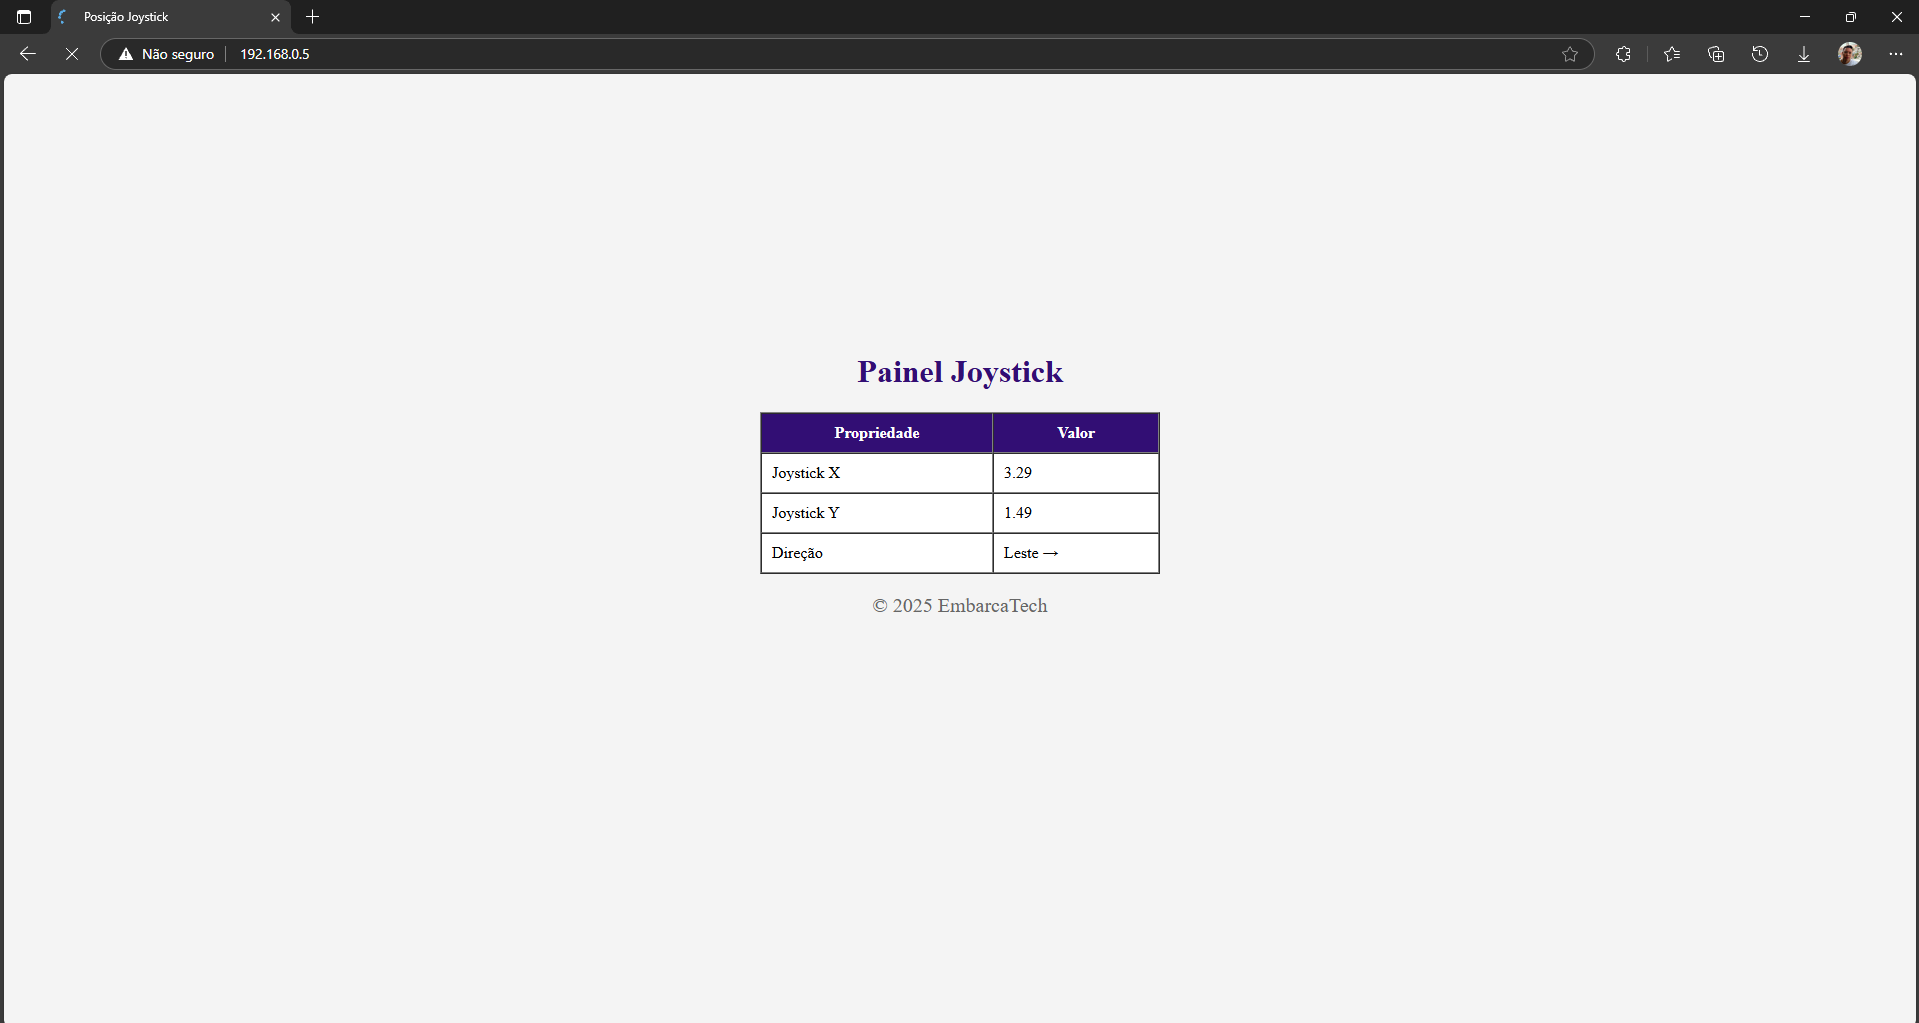 Posição Joystick
Não seguro 192.168.0.5
Painel Joystick
Propriedade Valor
Joystick X 3.29
Joystick Y 1.49
Direção Leste →
© 2025 EmbarcaTech